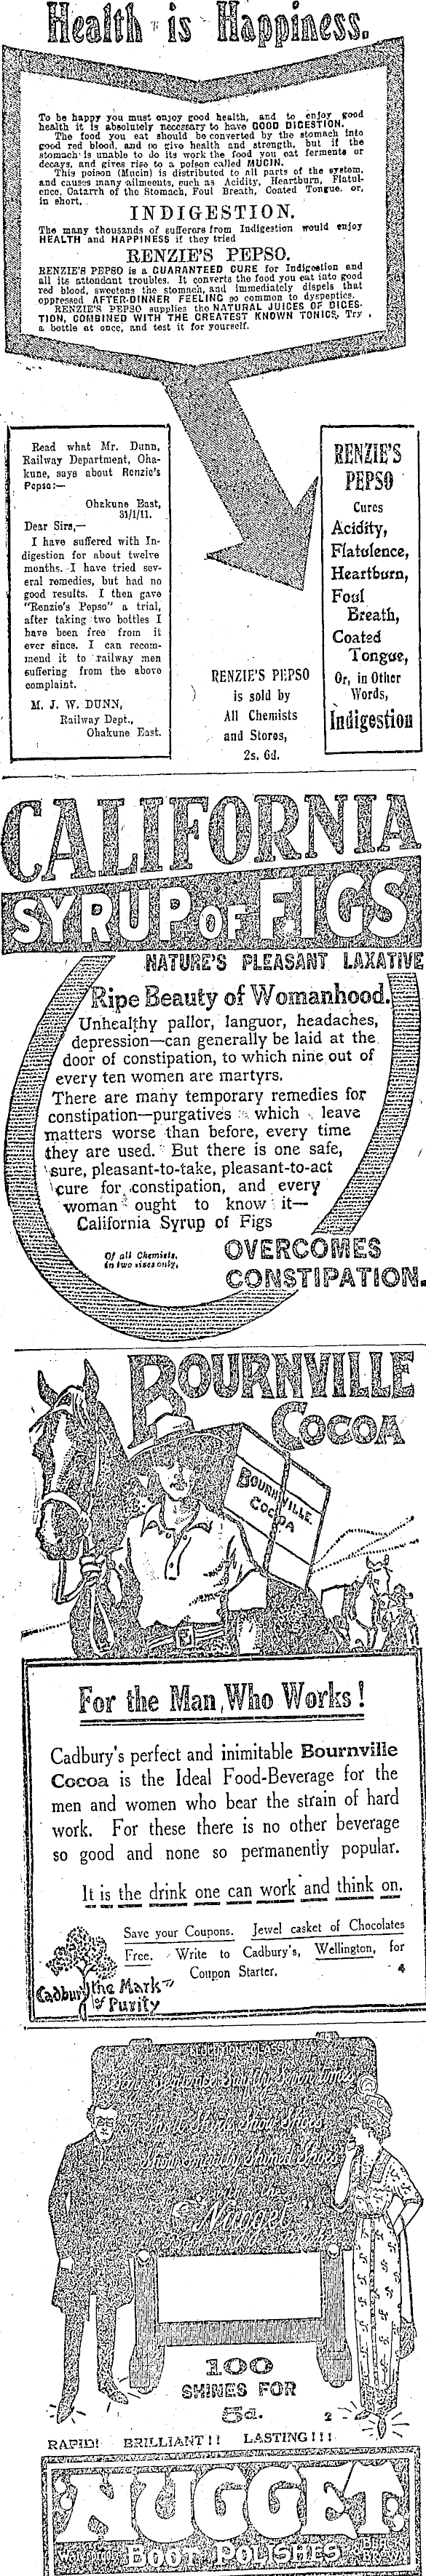 Health is Happiness.
To be happy you must enjoy good health, and to enjoy good
health it is absolutely necessary to have GOOD DIGESTION.
The food you eat should be converted by the stomach into
good red blood, and so give health and strength, but if the
stomach is unable to do its work the food you eat ferments or
decays, and gives rise to a poison called MUCIN.
This poison (Mucin) is distributed to all parts of the system,
and causes many ailments, such as Acidity, Heartburn, Flatul-
ence, Catarrh of the Stomach, Foul Breath, Coated Tongue, or,
in short,
INDIGESTION.
The many thousands of sufferers from Indigestion would enjoy
HEALTH and HAPPINESS if they tried
RENZIE'S PEPSO.
RENZIE'S PEPSO is a GUARANTEED CURE for Indigestion and
all its attendant troubles. It converts the food you eat into good
red blood, sweetens the stomach, and immediately dispels that
oppressed AFTER-DINNER FEELING so common to dyspeptics.
RENZIE'S PEPSO supplies the NATURAL JUICES OF DIGES-
TION, COMBINED WITH THE GREATEST KNOWN TONICS. Try
a bottle at once, and test it for yourself.
Read what Mr. Dunn,
Railway Department, Oha-
kune, says about Renzie's
Pepso:—
Ohakune East,
31/1/11.
Dear Sirs,—
I have suffered with In-
digestion for about twelve
months. I have tried sev-
eral remedies, but had no
good results. I then gave
"Renzie's Pepso" a trial,
after taking two bottles I
have been free from it
ever since. I can recom-
mend it to railway men
suffering from the above
complaint.
M. J. W. DUNN,
Railway Dept.,
Ohakune East.
RENZIE'S PEPSO
is sold by
All Chemists
and Stores,
2s. 6d.
RENZIE'S
PEPSO
Cures
Acidity,
Flatulence,
Heartburn,
Foul
Breath,
Coated
Tongue,
Or, in Other
Words,
Indigestion
CALIFORNIA
SYRUP OF FIGS
NATURE'S PLEASANT LAXATIVE
Ripe Beauty of Womanhood.
Unhealthy pallor, languor, headaches,
depression—can generally be laid at the
door of constipation, to which nine out of
every ten women are martyrs.
There are many temporary remedies for
constipation—purgatives which leave
matters worse than before, every time
they are used. But there is one safe,
sure, pleasant-to-take, pleasant-to-act
cure for constipation, and every
woman ought to know it—
California Syrup of Figs
Of all Chemists,
in two sizes only.
OVERCOMES
CONSTIPATION.
BOURNVILLE
COCOA
BOURNVILLE
COCOA
For the Man Who Works!
Cadbury's perfect and inimitable Bournville
Cocoa is the Ideal Food-Beverage for the
men and women who bear the strain of hard
work. For these there is no other beverage
so good and none so permanently popular.
It is the drink one can work and think on.
Save your Coupons. Jewel casket of Chocolates
Free. Write to Cadbury's, Wellington, for
Coupon Starter. 4
Cadbury the Mark
of Purity
ELOCUTION CLASS
Shoes
"Nugget"
100
SHINES FOR
5d.
2
RAPID! BRILLIANT!! LASTING!!!
"NUGGET"
BOOT POLISHES